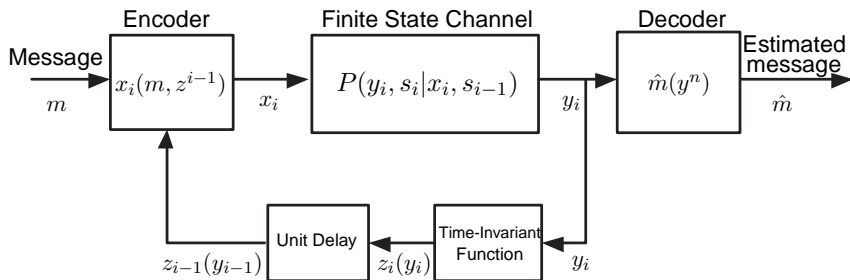 Encoder
Finite State Channel
Decoder
Message
m
x_i(m, z^{i−1})
x_i
P(y_i, s_i|x_i, s_{i−1})
y_i
m̂(y^n)
Estimated
message
m̂
Unit Delay
Time-Invariant
Function
z_{i−1}(y_{i−1})
z_i(y_i)
y_i